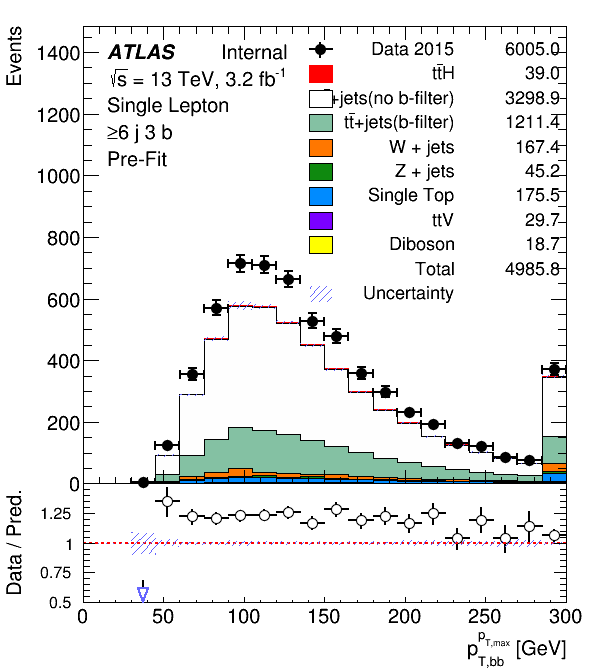 Events
1400
1200
1000
800
600
400
200
0
ATLAS Internal
√s = 13 TeV, 3.2 fb⁻¹
Single Lepton
≥6 j 3 b
Pre-Fit
Data 2015 6005.0
tt̄H 39.0
+jets(no b-filter) 3298.9
tt̄+jets(b-filter) 1211.4
W + jets 167.4
Z + jets 45.2
Single Top 175.5
ttV 29.7
Diboson 18.7
Total 4985.8
Uncertainty
Data / Pred.
1.25
1
0.75
0.5
0 50 100 150 200 250 300
p_{T,bb}^{p_{T,max}} [GeV]